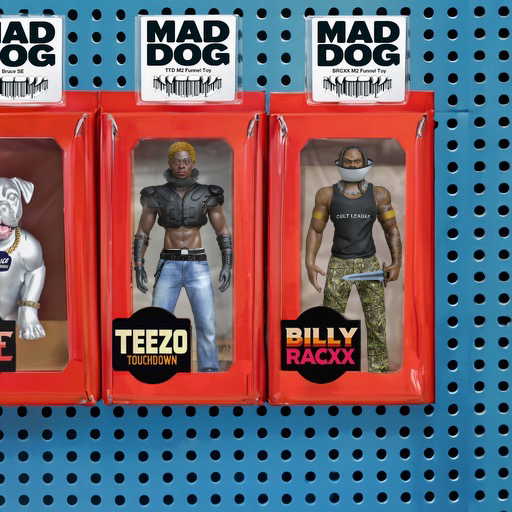 MAD
DOG
Bruce SE
MAD
DOG
TTD M2 Funnel Toy
MAD
DOG
BRCXX M2 Funnel Toy
CULT LEADER
TEEZO
TOUCHDOWN
BILLY
RACXX